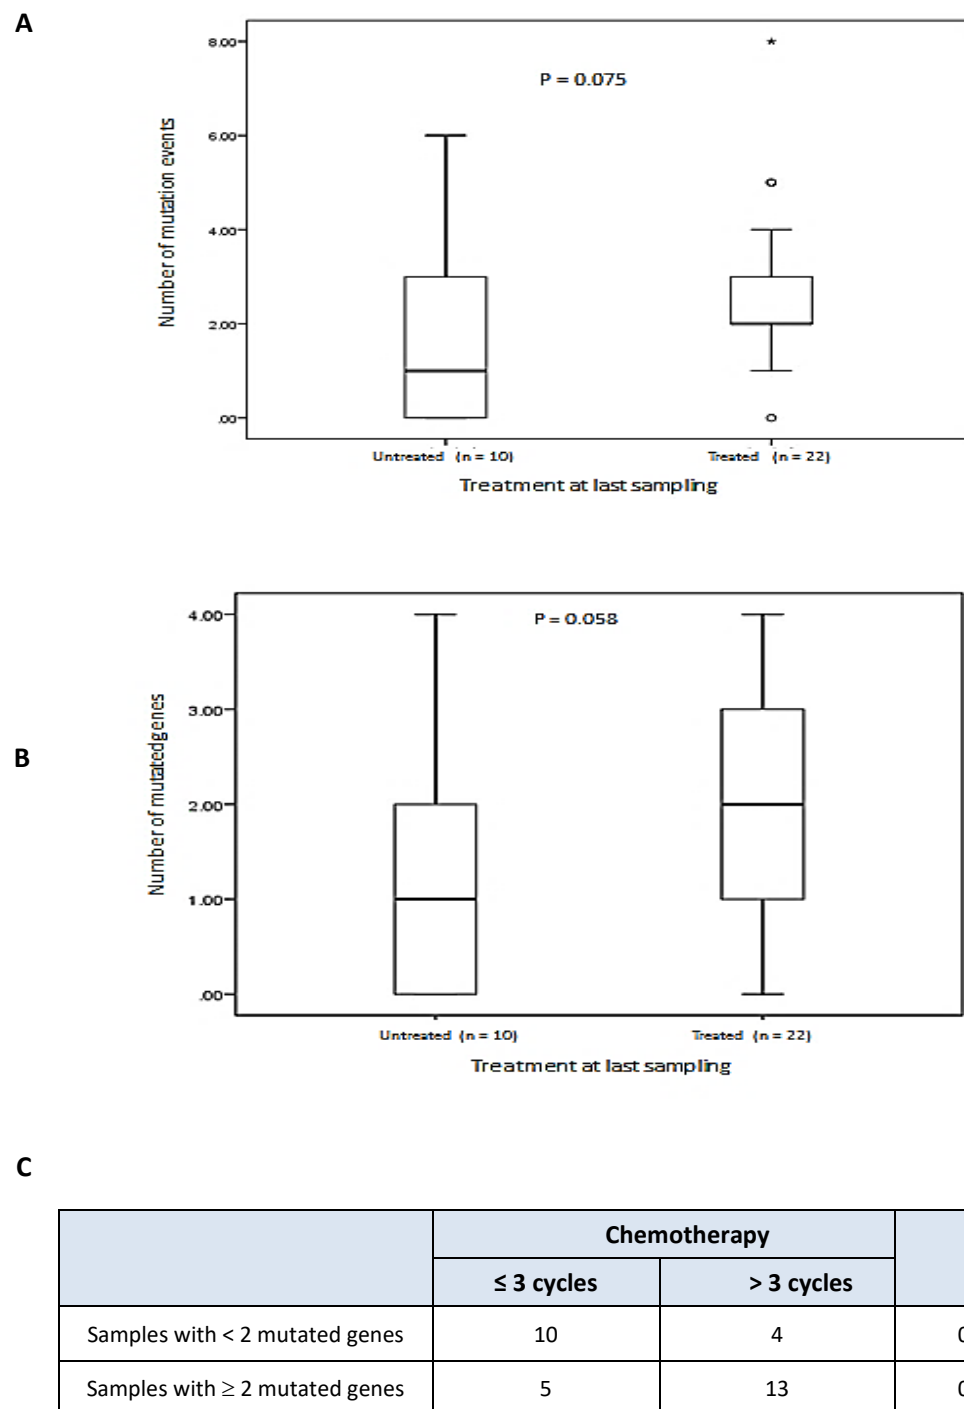 A
8.00
P = 0.075
6.00
4.00
2.00
.00
Number of mutation events
Untreated (n = 10)
Treated (n = 22)
Treatment at last sampling
B
4.00
P = 0.058
3.00
2.00
1.00
.00
Number of mutatedgenes
Untreated (n = 10)
Treated (n = 22)
Treatment at last sampling
C
Chemotherapy
≤ 3 cycles > 3 cycles
Samples with < 2 mutated genes 10 4 0
Samples with ≥ 2 mutated genes 5 13 0